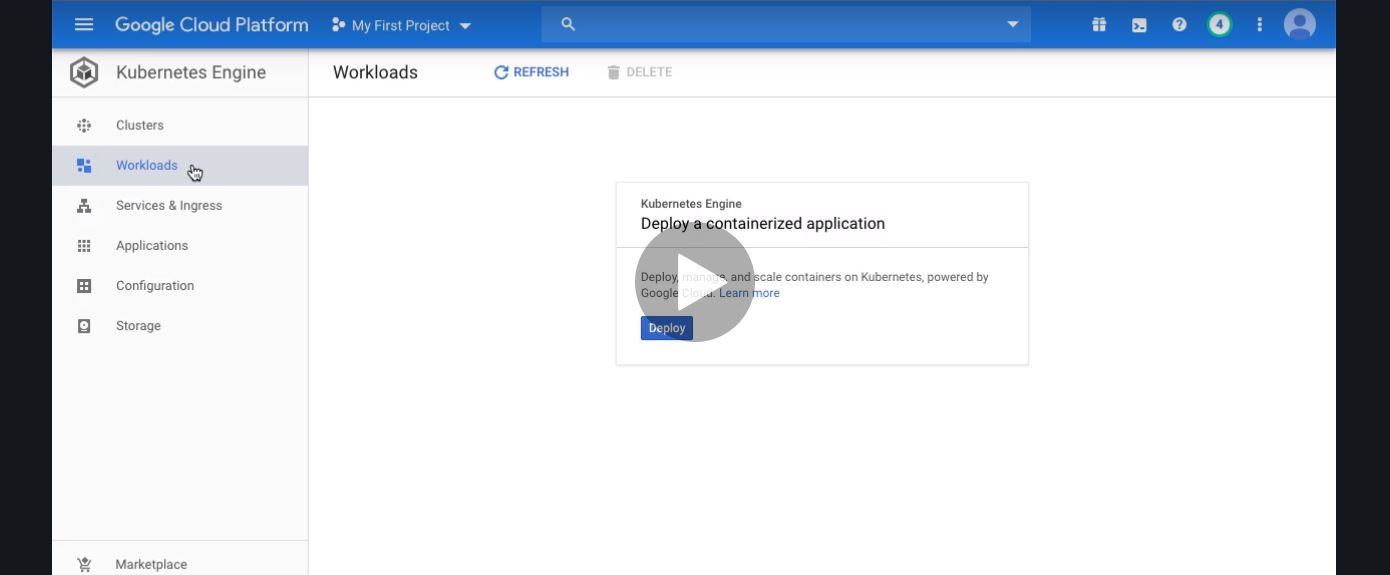 Google Cloud Platform
My First Project
4
Kubernetes Engine
Workloads
REFRESH
DELETE
Clusters
Workloads
Services & Ingress
Applications
Configuration
Storage
Marketplace
Kubernetes Engine
Deploy a containerized application
Deploy, manage, and scale containers on Kubernetes, powered by
Google Cloud. Learn more
Deploy